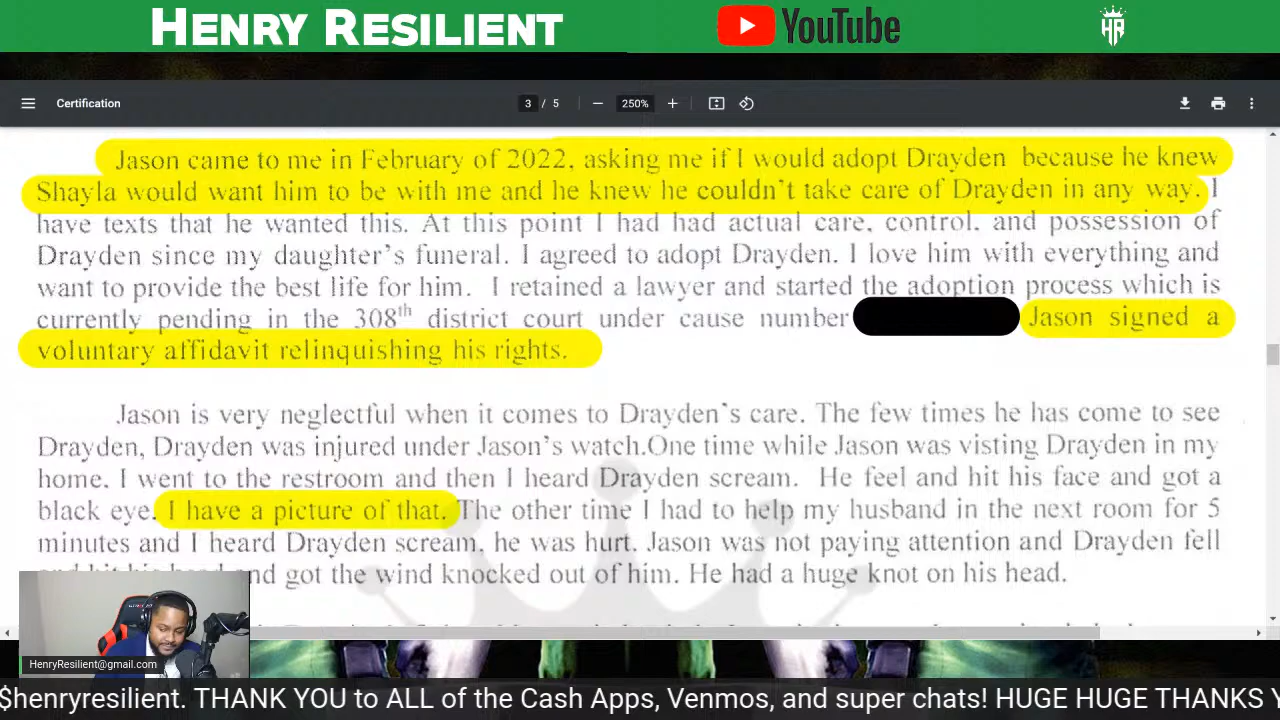 HENRY RESILIENT
YouTube
HR
Certification
3 / 5
250%
Jason came to me in February of 2022, asking me if I would adopt Drayden because he knew
Shayla would want him to be with me and he knew he couldn't take care of Drayden in any way. I
have texts that he wanted this. At this point I had had actual care, control, and possession of
Drayden since my daughter's funeral. I agreed to adopt Drayden. I love him with everything and
want to provide the best life for him. I retained a lawyer and started the adoption process which is
currently pending in the 308th district court under cause number
Jason signed a
voluntary affidavit relinquishing his rights.
Jason is very neglectful when it comes to Drayden's care. The few times he has come to see
Drayden, Drayden was injured under Jason's watch.One time while Jason was visting Drayden in my
home, I went to the restroom and then I heard Drayden scream. He feel and hit his face and got a
black eye. I have a picture of that. The other time I had to help my husband in the next room for 5
minutes and I heard Drayden scream, he was hurt. Jason was not paying attention and Drayden fell
and hit his head and got the wind knocked out of him. He had a huge knot on his head.
HenryResilient@gmail.com
$henryresilient. THANK YOU to ALL of the Cash Apps, Venmos, and super chats! HUGE HUGE THANKS Y